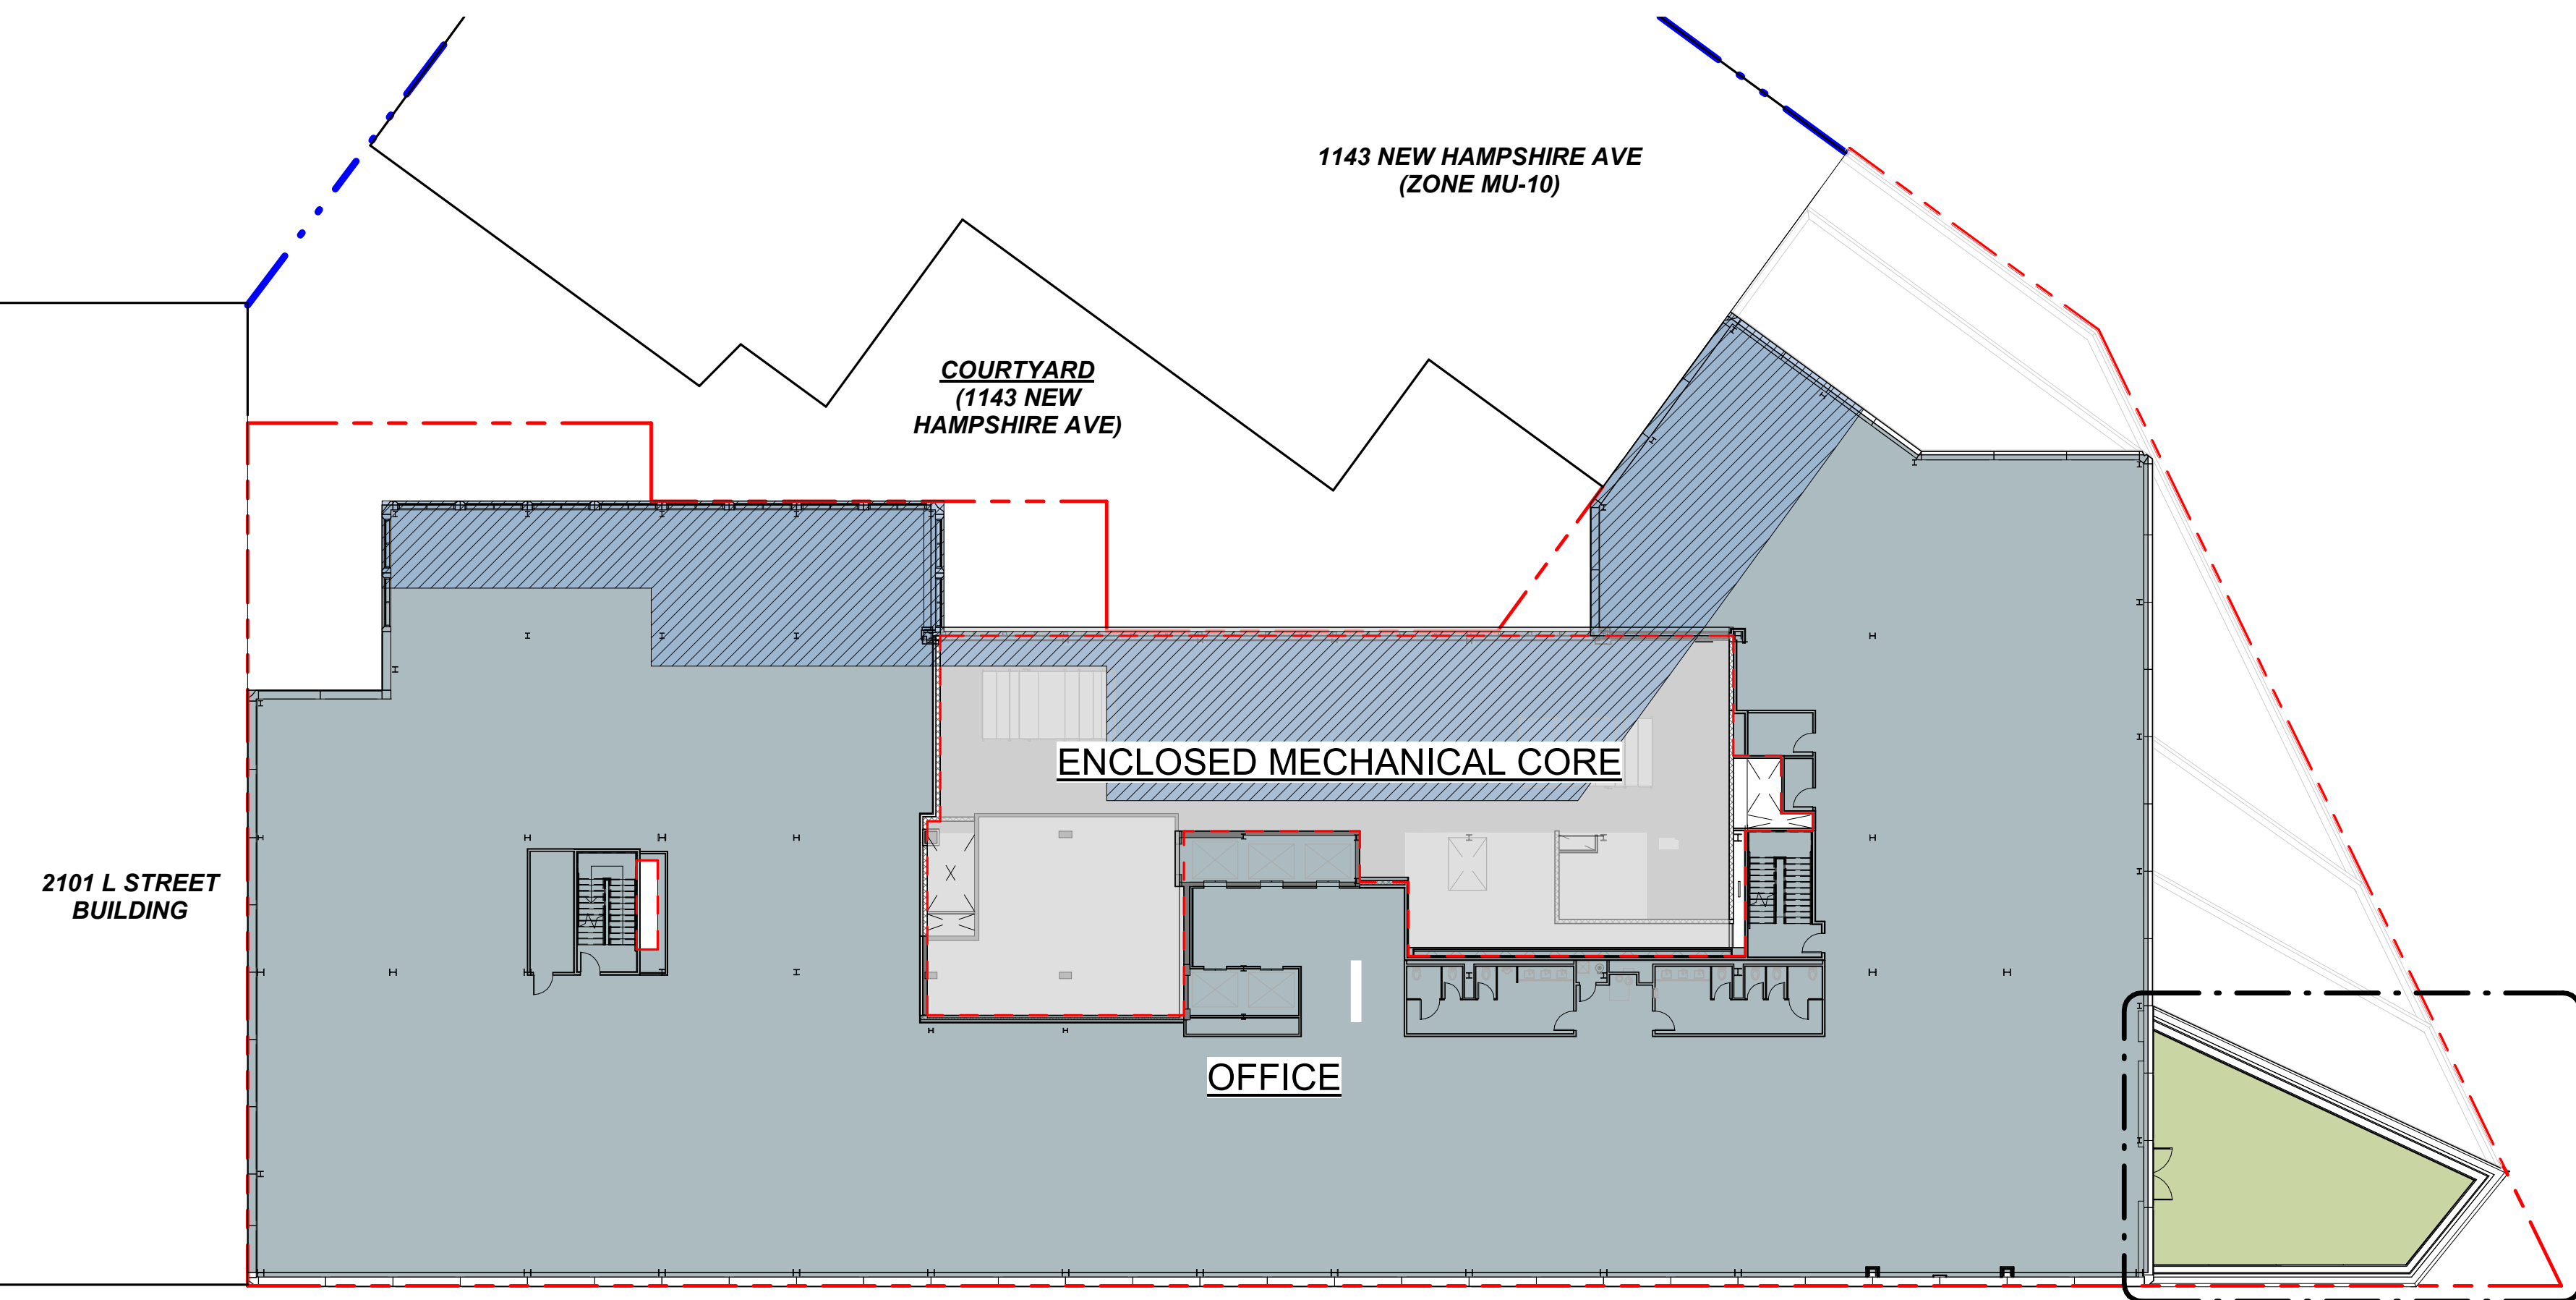 1143 NEW HAMPSHIRE AVE
(ZONE MU-10)
COURTYARD
(1143 NEW
HAMPSHIRE AVE)
ENCLOSED MECHANICAL CORE
2101 L STREET
BUILDING
OFFICE